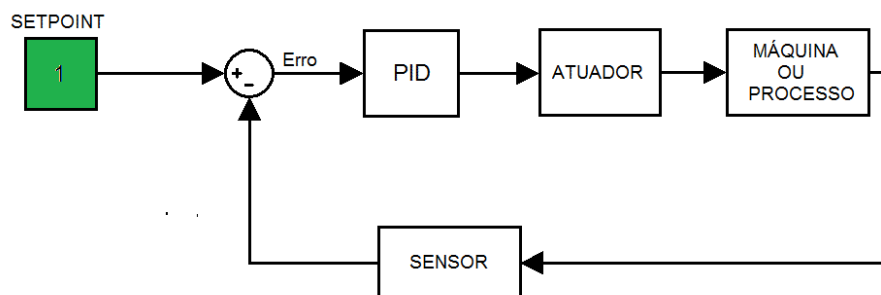 SETPOINT
1
+
-
Erro
PID
ATUADOR
MÁQUINA
OU
PROCESSO
SENSOR